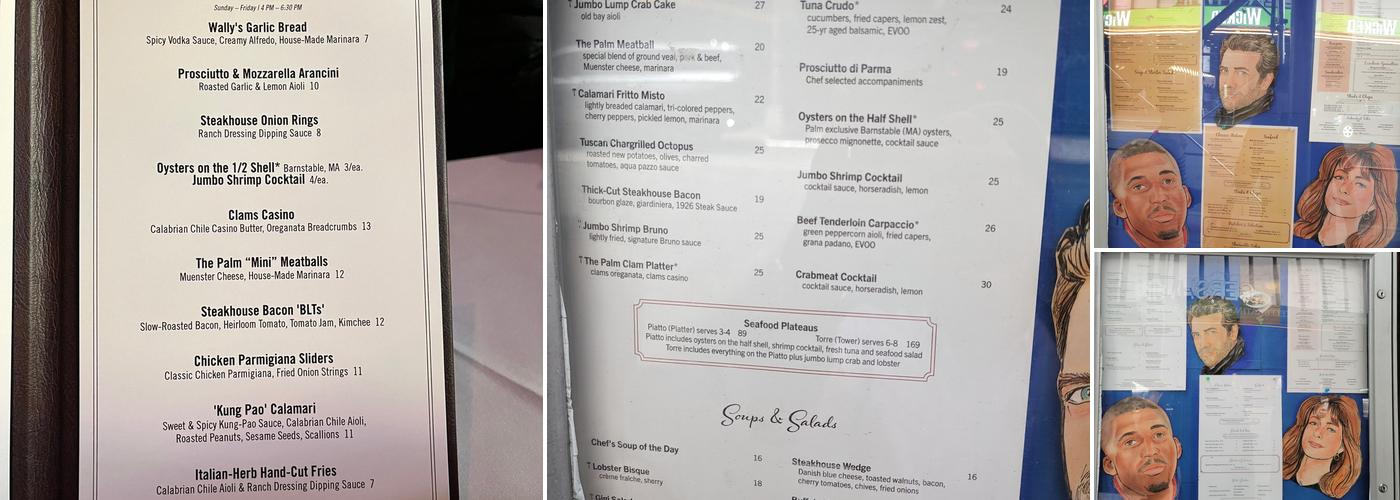 Sunday – Friday | 4 PM – 6:30 PM
Wally's Garlic Bread
Spicy Vodka Sauce, Creamy Alfredo, House-Made Marinara 7
Prosciutto & Mozzarella Arancini
Roasted Garlic & Lemon Aioli 10
Steakhouse Onion Rings
Ranch Dressing Dipping Sauce 8
Oysters on the 1/2 Shell* Barnstable, MA 3/ea.
Jumbo Shrimp Cocktail 4/ea.
Clams Casino
Calabrian Chile Casino Butter, Oreganata Breadcrumbs 13
The Palm “Mini” Meatballs
Muenster Cheese, House-Made Marinara 12
Steakhouse Bacon 'BLTs'
Slow-Roasted Bacon, Heirloom Tomato, Tomato Jam, Kimchee 12
Chicken Parmigiana Sliders
Classic Chicken Parmigiana, Fried Onion Strings 11
'Kung Pao' Calamari
Sweet & Spicy Kung-Pao Sauce, Calabrian Chile Aioli,
Roasted Peanuts, Sesame Seeds, Scallions 11
Italian-Herb Hand-Cut Fries
Calabrian Chile Aioli & Ranch Dressing Dipping Sauce 7
Jumbo Lump Crab Cake 27
old bay aioli
The Palm Meatball 20
special blend of ground veal, pork & beef,
Muenster cheese, marinara
Calamari Fritto Misto 22
lightly breaded calamari, tri-colored peppers,
cherry peppers, pickled lemon, marinara
Tuscan Chargrilled Octopus 25
roasted new potatoes, olives, charred
tomatoes, aqua pazzo sauce
Thick-Cut Steakhouse Bacon 19
bourbon glaze, giardiniera, 1926 Steak Sauce
Jumbo Shrimp Bruno 25
lightly fried, signature Bruno sauce
The Palm Clam Platter* 25
clams oreganata, clams casino
Tuna Crudo* 24
cucumbers, fried capers, lemon zest,
25-yr aged balsamic, EVOO
Prosciutto di Parma 19
Chef selected accompaniments
Oysters on the Half Shell* 25
Palm exclusive Barnstable (MA) oysters,
prosecco mignonette, cocktail sauce
Jumbo Shrimp Cocktail 25
cocktail sauce, horseradish, lemon
Beef Tenderloin Carpaccio* 26
green peppercorn aioli, fried capers,
grana padano, EVOO
Crabmeat Cocktail 30
cocktail sauce, horseradish, lemon
Seafood Plateaus
Piatto (Platter) serves 3-4 89 Torre (Tower) serves 6-8 169
Piatto includes oysters on the half shell, shrimp cocktail, fresh tuna and seafood salad
Torre includes everything on the Piatto plus jumbo lump crab and lobster
Soups & Salads
Chef's Soup of the Day 16
Lobster Bisque 18
crème fraîche, sherry
Steakhouse Wedge 16
Danish blue cheese, toasted walnuts, bacon,
cherry tomatoes, chives, fried onions
WICKED
WICKED
WICKED